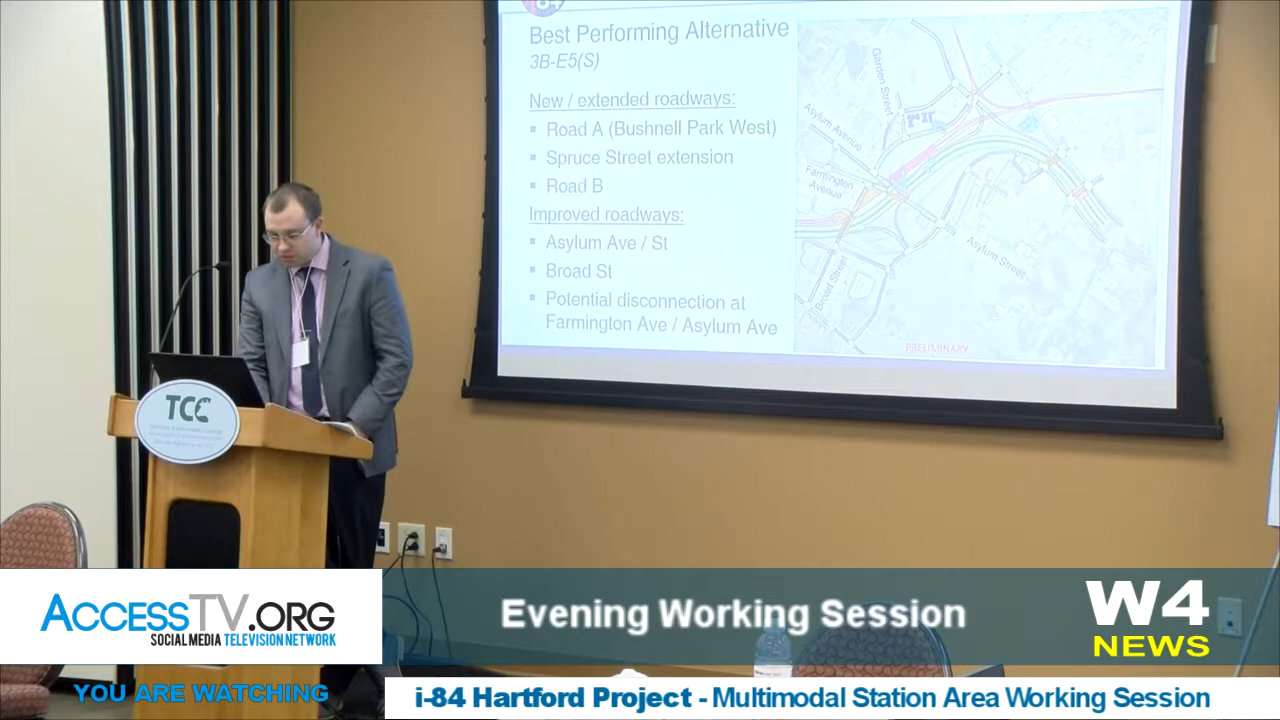 84
Best Performing Alternative
3B-E5(S)
New / extended roadways:
▪ Road A (Bushnell Park West)
▪ Spruce Street extension
▪ Road B
Improved roadways:
▪ Asylum Ave / St
▪ Broad St
▪ Potential disconnection at
Farmington Ave / Asylum Ave
Garden Street
Asylum Avenue
Farmington
Avenue
Asylum Street
Broad Street
PRELIMINARY
TCC
ACCESSTV.ORG
SOCIAL MEDIA TELEVISION NETWORK
Evening Working Session
W4
NEWS
YOU ARE WATCHING
i-84 Hartford Project - Multimodal Station Area Working Session